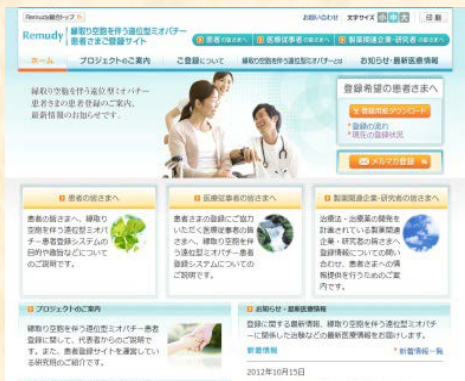 Remudy総合トップ
お問い合わせ 文字サイズ 小 中 大 印刷
Remudy 縁取り空胞を伴う遠位型ミオパチー
患者さまご登録サイト
患者の皆さまへ 医療従事者の皆さまへ 製薬関連企業・研究者の皆さまへ
ホーム プロジェクトのご案内 ご登録について 縁取り空胞を伴う遠位型ミオパチーとは お知らせ・最新医療情報
縁取り空胞を伴う遠位型ミオパチー
患者さまの患者登録のご案内、
最新情報のお知らせです。
登録希望の患者さまへ
登録用紙ダウンロード
登録の流れ
現在の登録状況
メルマガ登録
患者の皆さまへ
患者の皆さまへ、縁取り
空胞を伴う遠位型ミオパ
チー患者登録システムの
目的や趣旨などについて
のご説明です。
医療従事者の皆さまへ
患者さまの登録にご協力
いただく医療従事者の皆
さまへ、縁取り空胞を伴
う遠位型ミオパチー患者
登録システムについての
ご説明です。
製薬関連企業・研究者の皆さまへ
治療法・治療薬の開発を
計画されている製薬関連
企業・研究者の皆さまへ
登録情報についての問い
合わせ、患者さまへの情
報提供を行うためのご案
内です。
プロジェクトのご案内
縁取り空胞を伴う遠位型ミオパチー患者
登録に関して、代表者からのご説明で
す。また、患者登録サイトを運営してい
る研究班のご紹介です。
お知らせ・最新医療情報
登録に関する最新情報、縁取り空胞を伴う遠位型ミオパチ
ーに関係した治験などの最新医療情報をお届けします。
新着情報 新着情報一覧
2012年10月15日